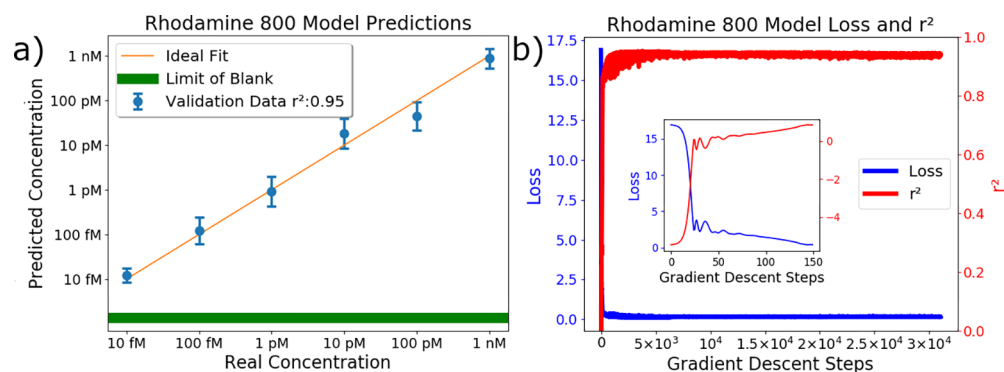 a)
Rhodamine 800 Model Predictions
Predicted Concentration
1 nM
100 pM
10 pM
1 pM
100 fM
10 fM
Ideal Fit
Limit of Blank
Validation Data r²:0.95
10 fM
100 fM
1 pM
10 pM
100 pM
1 nM
Real Concentration
b)
Rhodamine 800 Model Loss and r²
Loss
17.5
15.0
12.5
10.0
7.5
5.0
2.5
0.0
Loss
15
10
5
0
0
−2
−4
0
50
100
150
Gradient Descent Steps
Loss
r²
1.0
0.8
0.6
0.4
0.2
0.0
r²
0
5×10³
1×10⁴
1.5×10⁴
2×10⁴
2.5×10⁴
3×10⁴
Gradient Descent Steps